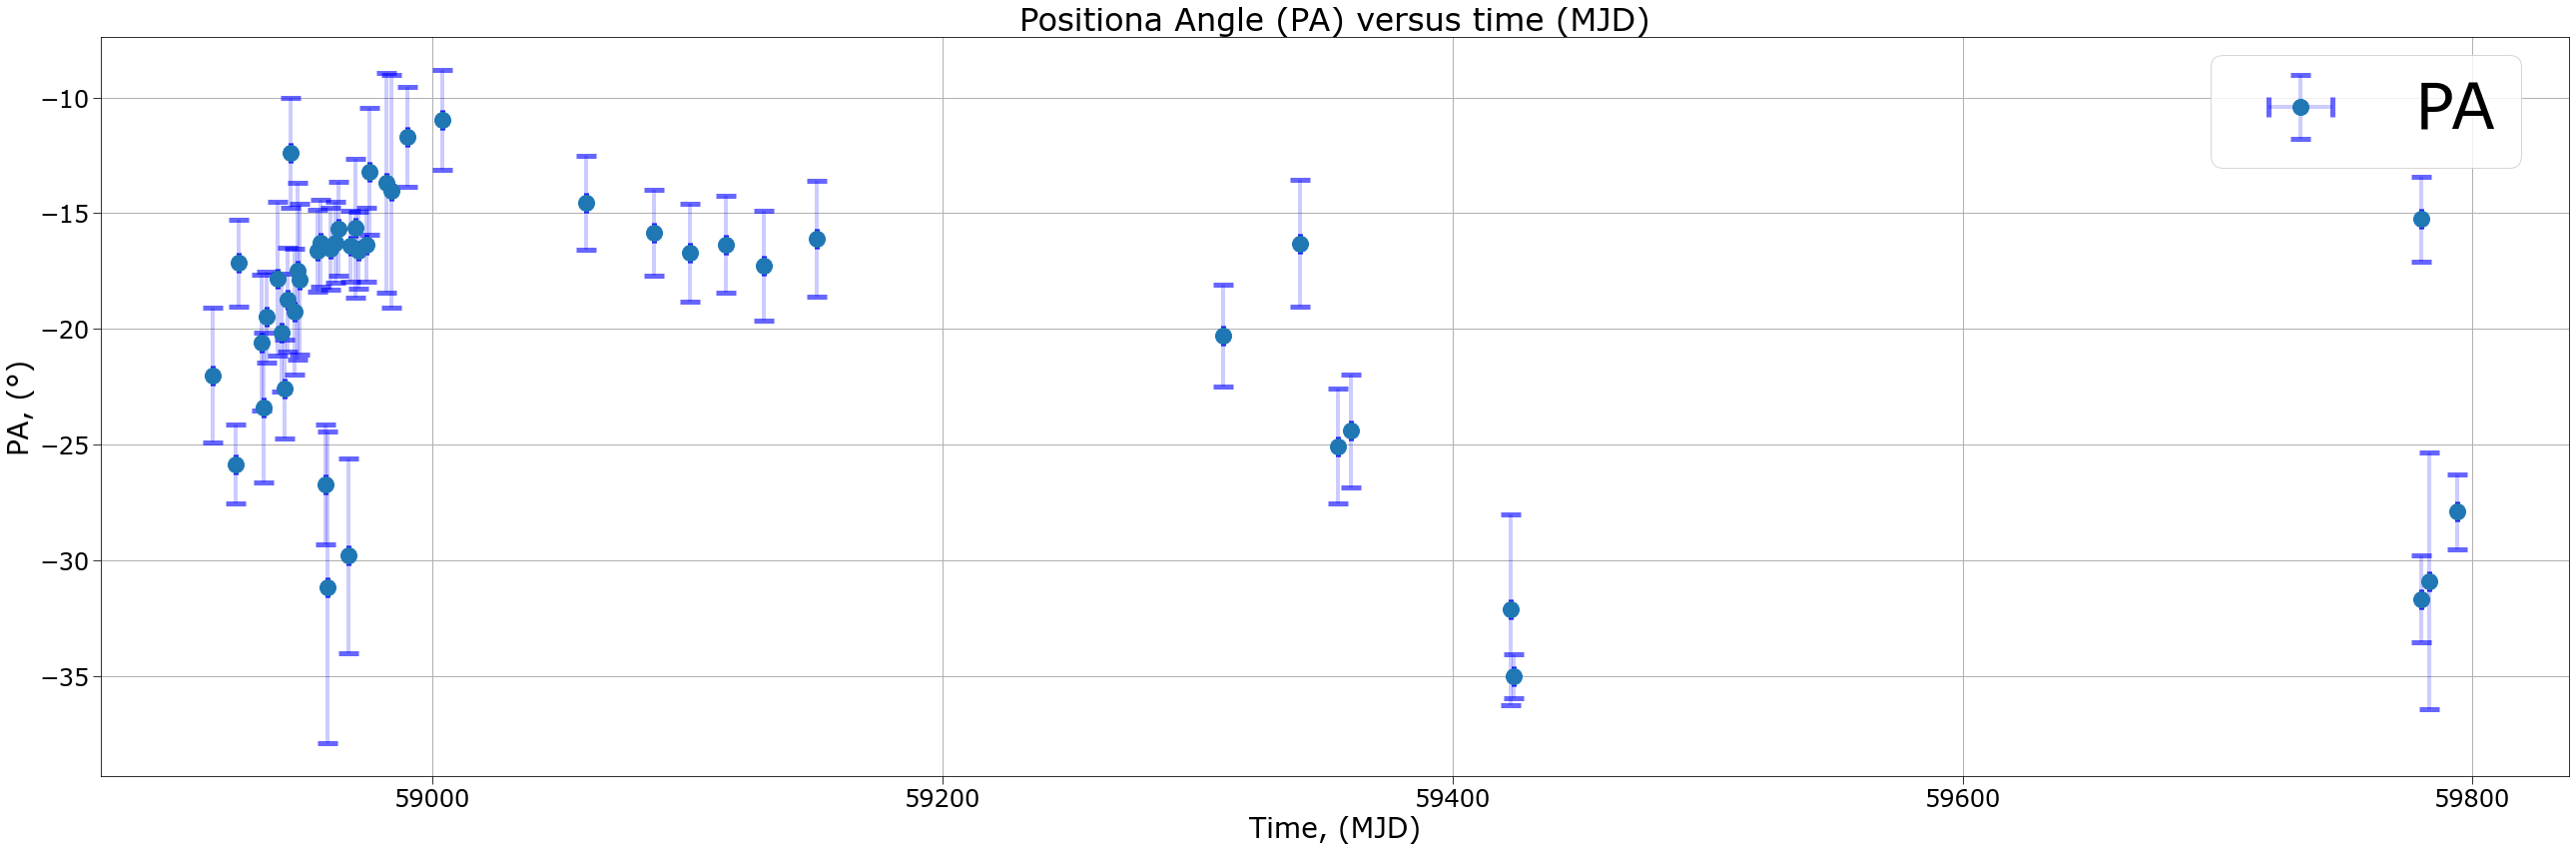 Positiona Angle (PA) versus time (MJD)
PA
PA, (°)
−10
−15
−20
−25
−30
−35
59000 59200 59400 59600 59800
Time, (MJD)